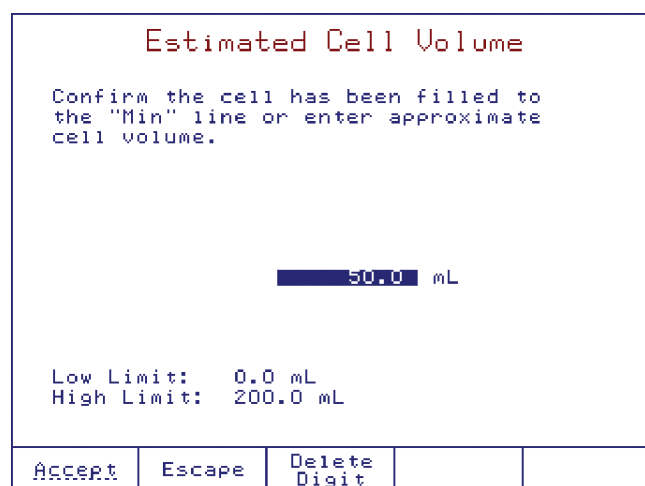 Estimated Cell Volume
Confirm the cell has been filled to
the "Min" line or enter approximate
cell volume.
50.0 mL
Low Limit: 0.0 mL
High Limit: 200.0 mL
Accept
Escape
Delete
Digit